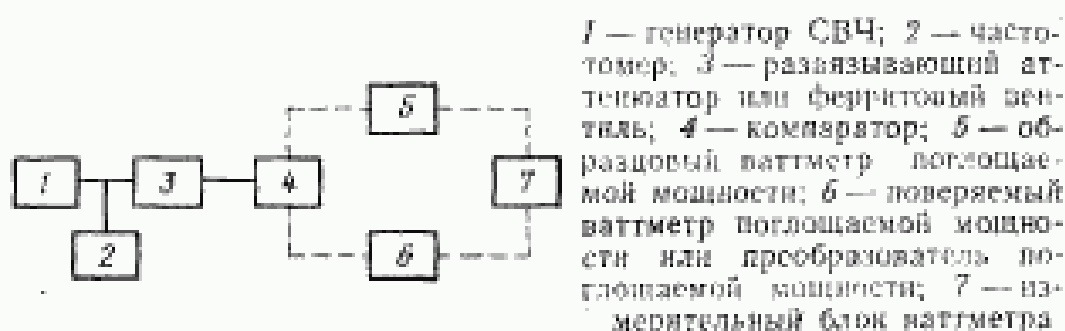 1 — генератор СВЧ; 2 — часто-
томер; 3 — развязывающий ат-
тенюатор или ферритовый вен-
тиль; 4 — компаратор; 5 — об-
разцовый ваттметр поглощае-
мой мощности; 6 — поверяемый
ваттметр поглощаемой мощно-
сти или преобразователь по-
глощаемой мощности; 7 — из-
мерительный блок ваттметра
5
1
3
4
7
2
6